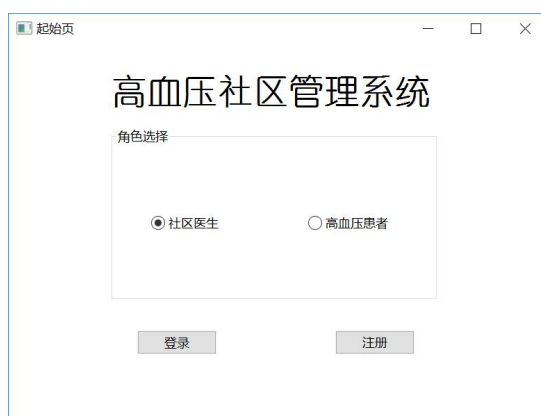 起始页
高血压社区管理系统
角色选择
社区医生 高血压患者
登录 注册